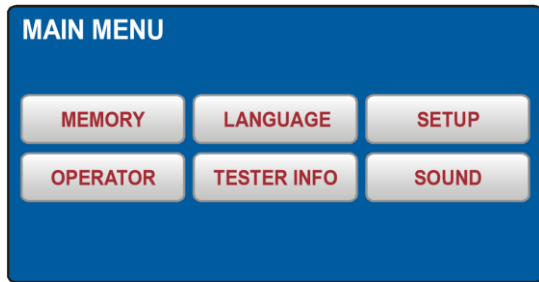 MAIN MENU
MEMORY LANGUAGE SETUP
OPERATOR TESTER INFO SOUND